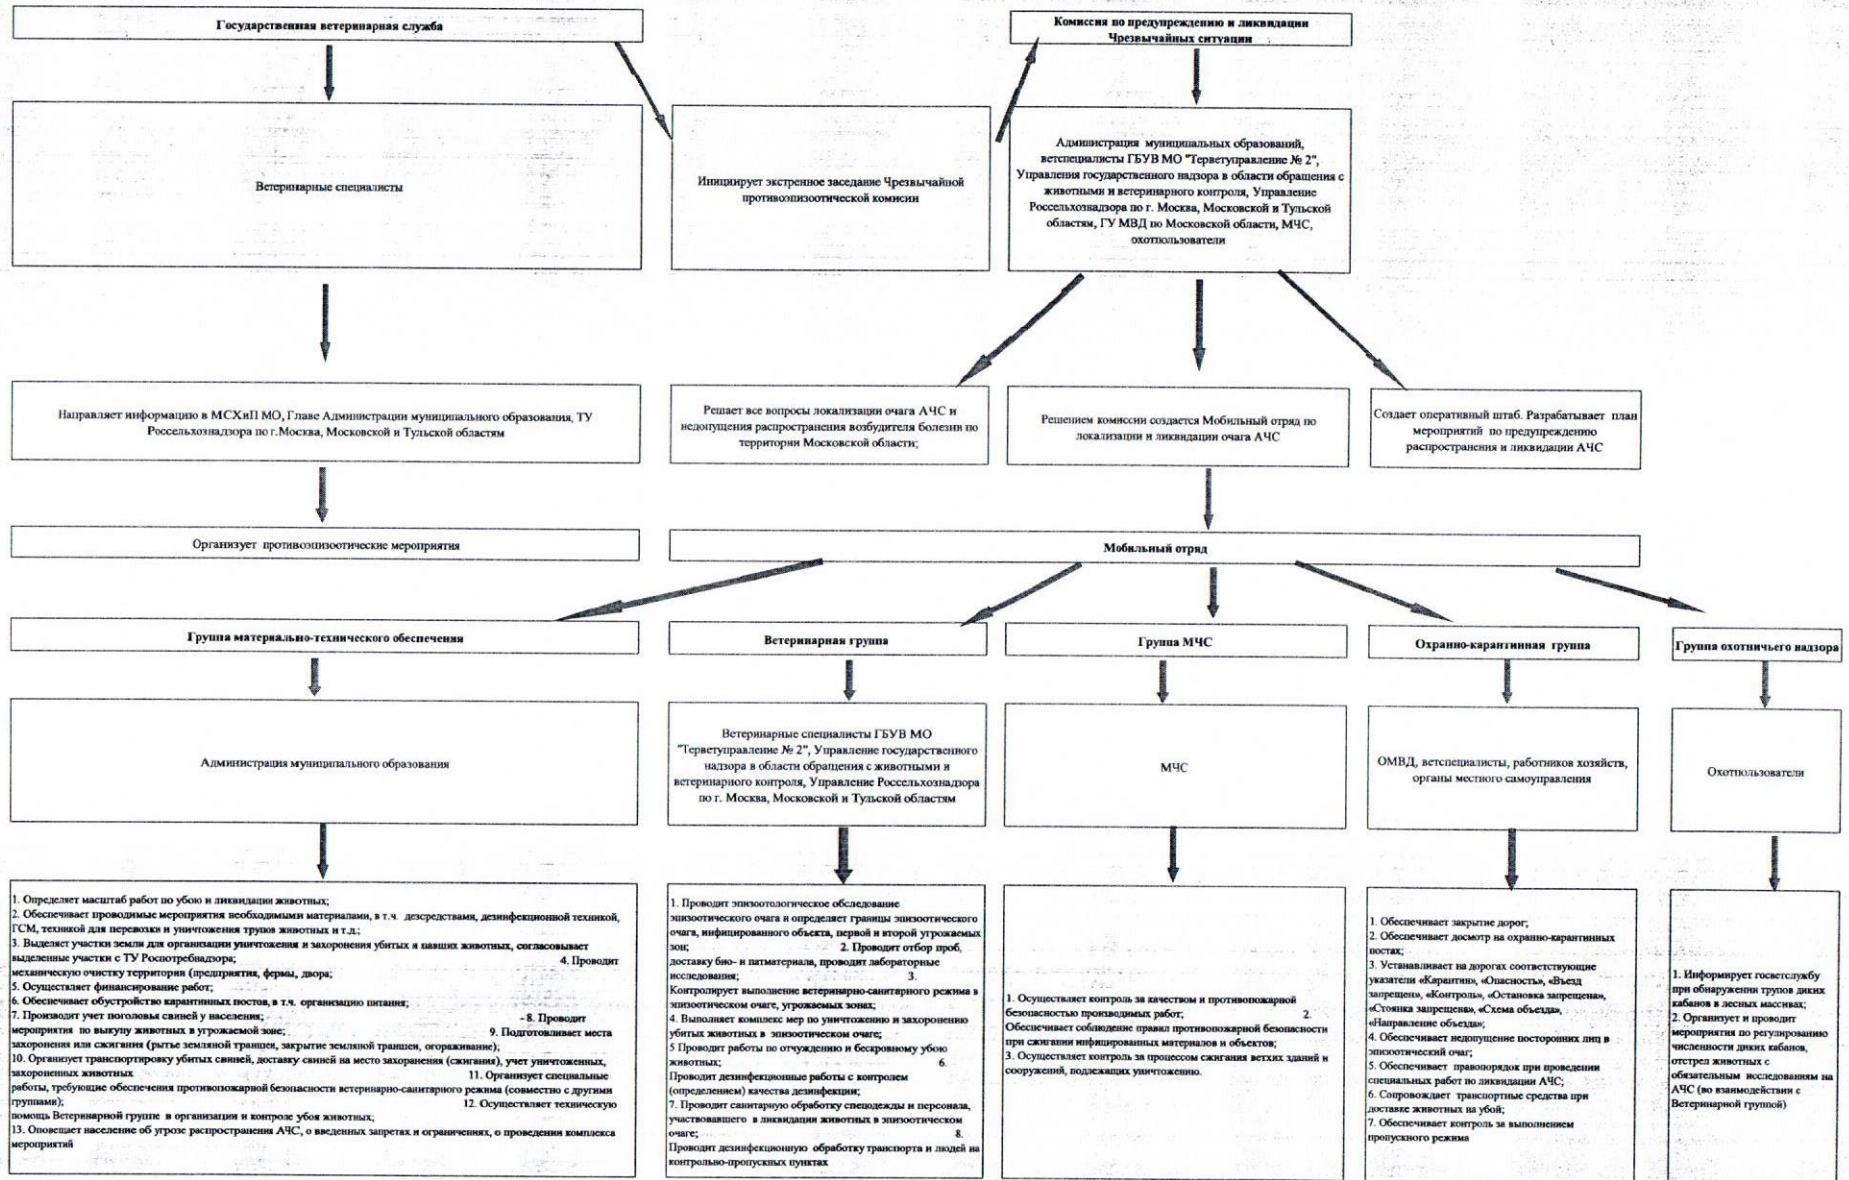 Государственная ветеринарная служба
Комиссия по предупреждению и ликвидации
Чрезвычайных ситуации
Ветеринарные специалисты
Инициирует экстренное заседание Чрезвычайной
противоэпизоотической комиссии
Администрация муниципальных образований,
ветспециалисты ГБУВ МО "Терветуправление № 2",
Управления государственного надзора в области обращения с
животными и ветеринарного контроля, Управление
Россельхознадзора по г. Москва, Московской и Тульской
областям, ГУ МВД по Московской области, МЧС,
охотпользователи
Направляет информацию в МСХиП МО, Главе Администрации муниципального образования, ТУ
Россельхознадзора по г.Москва, Московской и Тульской областям
Решает все вопросы локализации очага АЧС и
недопущения распространения возбудителя болезни по
территории Московской области;
Решением комиссии создается Мобильный отряд по
локализации и ликвидации очага АЧС
Создает оперативный штаб. Разрабатывает план
мероприятий по предупреждению
распространения и ликвидации АЧС
Организует противоэпизоотические мероприятия
Мобильный отряд
Группа материально-технического обеспечения
Ветеринарная группа
Группа МЧС
Охранно-карантинная группа
Группа охотничьего надзора
Администрация муниципального образования
Ветеринарные специалисты ГБУВ МО
"Терветуправление № 2", Управление государственного
надзора в области обращения с животными и
ветеринарного контроля, Управление Россельхознадзора
по г. Москва, Московской и Тульской областям
МЧС
ОМВД, ветспециалисты, работников хозяйств,
органы местного самоуправления
Охотпользователи
1. Определяет масштаб работ по убою и ликвидации животных;
2. Обеспечивает проводимые мероприятия необходимыми материалами, в т.ч. дезсредствами, дезинфекционной техникой,
ГСМ, техникой для перевозки и уничтожения трупов животных и т.д.;
3. Выделяет участки земли для организации уничтожения и захоронения убитых и павших животных, согласовывает
выделенные участки с ТУ Роспотребнадзора; 4. Проводит
механическую очистку территории (предприятия, фермы, двора;
5. Осуществляет финансирование работ;
6. Обеспечивает обустройство карантинных постов, в т.ч. организацию питания;
7. Производит учет поголовья свиней у населения; - 8. Проводит
мероприятия по выкупу животных в угрожаемой зоне; 9. Подготовливает места
захоронения или сжигания (рытье земляной траншеи, закрытие земляной траншеи, огораживание);
10. Организует транспортировку убитых свиней, доставку свиней на место захоранения (сжигания), учет уничтоженных,
захороненных животных 11. Организует специальные
работы, требующие обеспечения противопожарной безопасности ветеринарно-санитарного режима (совместно с другими
группами); 12. Осуществляет техническую
помощь Ветеринарной группе в организации и контроле убоя животных;
13. Оповещает население об угрозе распространения АЧС, о введенных запретах и ограничениях, о проведении комплекса
мероприятий
1. Проводит эпизоотологическое обследование
эпизоотического очага и определяет границы эпизоотического
очага, инфицированного объекта, первой и второй угрожаемых
зон; 2. Проводит отбор проб,
доставку био- и патматериала, проводит лабораторные
исследования; 3.
Контролирует выполнение ветеринарно-санитарного режима в
эпизоотическом очаге, угрожаемых зонах;
4. Выполняет комплекс мер по уничтожению и захоронению
убитых животных в эпизоотическом очаге;
5 Проводит работы по отчуждению и бескровному убою
животных; 6.
Проводит дезинфекционные работы с контролем
(определением) качества дезинфекции;
7. Проводит санитарную обработку спецодежды и персонала,
участвовавшего в ликвидации животных в эпизоотическом
очаге; 8.
Проводит дезинфекционную обработку транспорта и людей на
контрольно-пропускных пунктах
1. Осуществляет контроль за качеством и противопожарной
безопасностью производимых работ; 2.
Обеспечивает соблюдение правил противопожарной безопасности
при сжигании инфицированных материалов и объектов;
3. Осуществляет контроль за процессом сжигания ветхих зданий и
сооружений, подлежащих уничтожению.
1. Обеспечивает закрытие дорог;
2. Обеспечивает досмотр на охранно-карантинных
постах;
3. Устанавливает на дорогах соответствующие
указатели «Карантин», «Опасность», «Въезд
запрещен», «Контроль», «Остановка запрещена»,
«Стоянка запрещена», «Схема объезда»,
«Направление объезда»;
4. Обеспечивает недопущение посторонних лиц в
эпизоотический очаг;
5. Обеспечивает правопорядок при проведении
специальных работ по ликвидации АЧС;
6. Сопровождает транспортные средства при
доставке животных на убой;
7. Обеспечивает контроль за выполнением
пропускного режима
1. Информирует госветслужбу
при обнаружении трупов диких
кабанов в лесных массивах;
2. Организует и проводит
мероприятия по регулированию
численности диких кабанов,
отстрел животных с
обязательным исследованиям на
АЧС (во взаимодействии с
Ветеринарной группой)